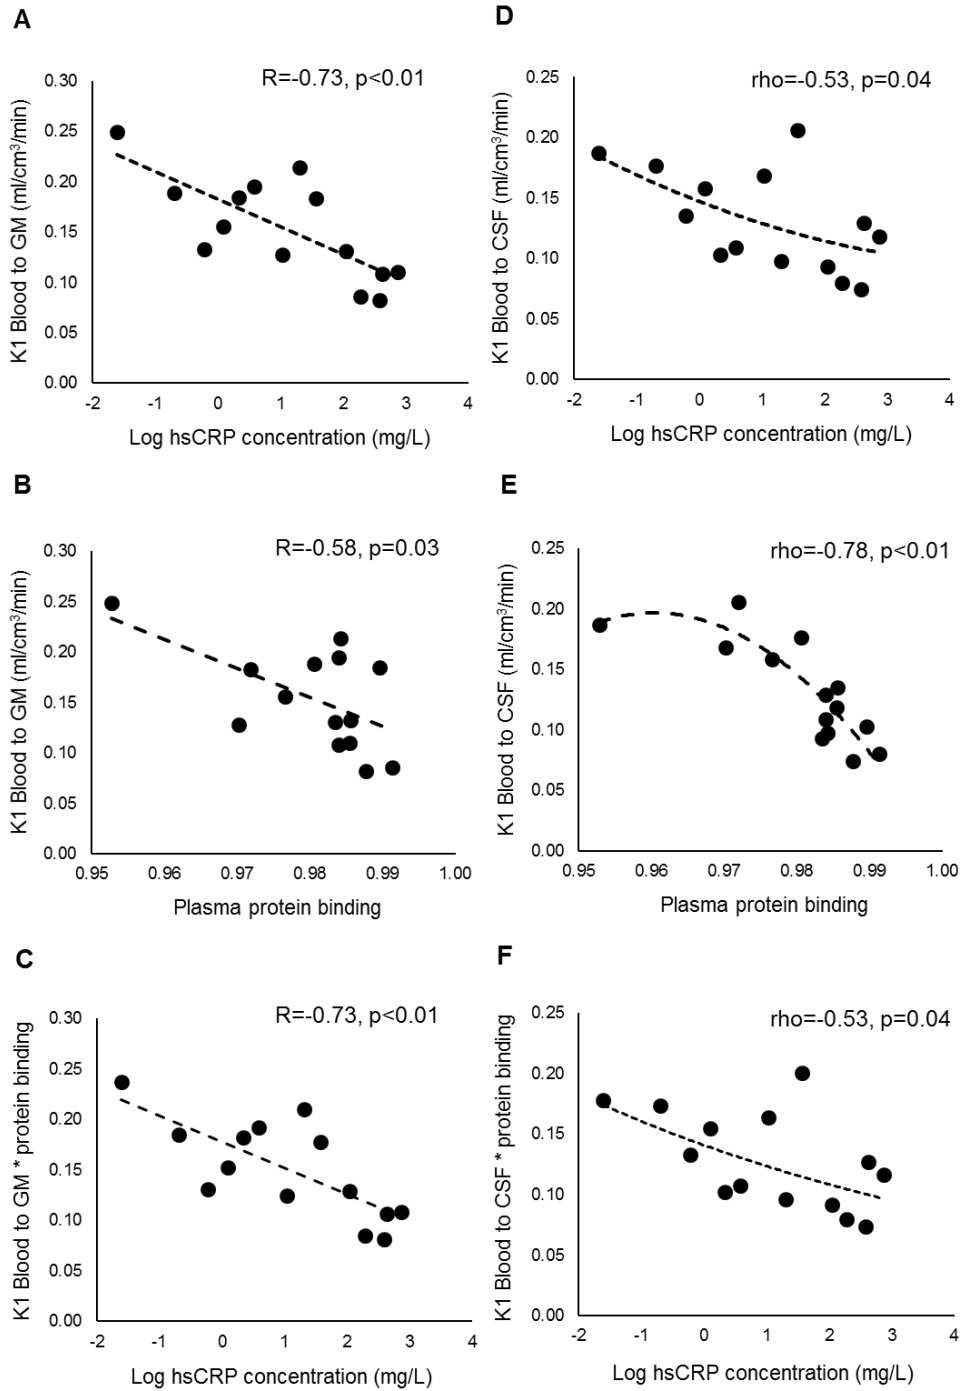 A
R=-0.73, p<0.01
K1 Blood to GM (ml/cm³/min)
0.30
0.25
0.20
0.15
0.10
0.05
0.00
-2 -1 0 1 2 3 4
Log hsCRP concentration (mg/L)
D
rho=-0.53, p=0.04
K1 Blood to CSF (ml/cm³/min)
0.25
0.20
0.15
0.10
0.05
0.00
-2 -1 0 1 2 3 4
Log hsCRP concentration (mg/L)
B
R=-0.58, p=0.03
K1 Blood to GM (ml/cm³/min)
0.30
0.25
0.20
0.15
0.10
0.05
0.00
0.95 0.96 0.97 0.98 0.99 1.00
Plasma protein binding
E
rho=-0.78, p<0.01
K1 Blood to CSF (ml/cm³/min)
0.25
0.20
0.15
0.10
0.05
0.00
0.95 0.96 0.97 0.98 0.99 1.00
Plasma protein binding
C
R=-0.73, p<0.01
K1 Blood to GM * protein binding
0.30
0.25
0.20
0.15
0.10
0.05
0.00
-2 -1 0 1 2 3 4
Log hsCRP concentration (mg/L)
F
rho=-0.53, p=0.04
K1 Blood to CSF * protein binding
0.25
0.20
0.15
0.10
0.05
0.00
-2 -1 0 1 2 3 4
Log hsCRP concentration (mg/L)